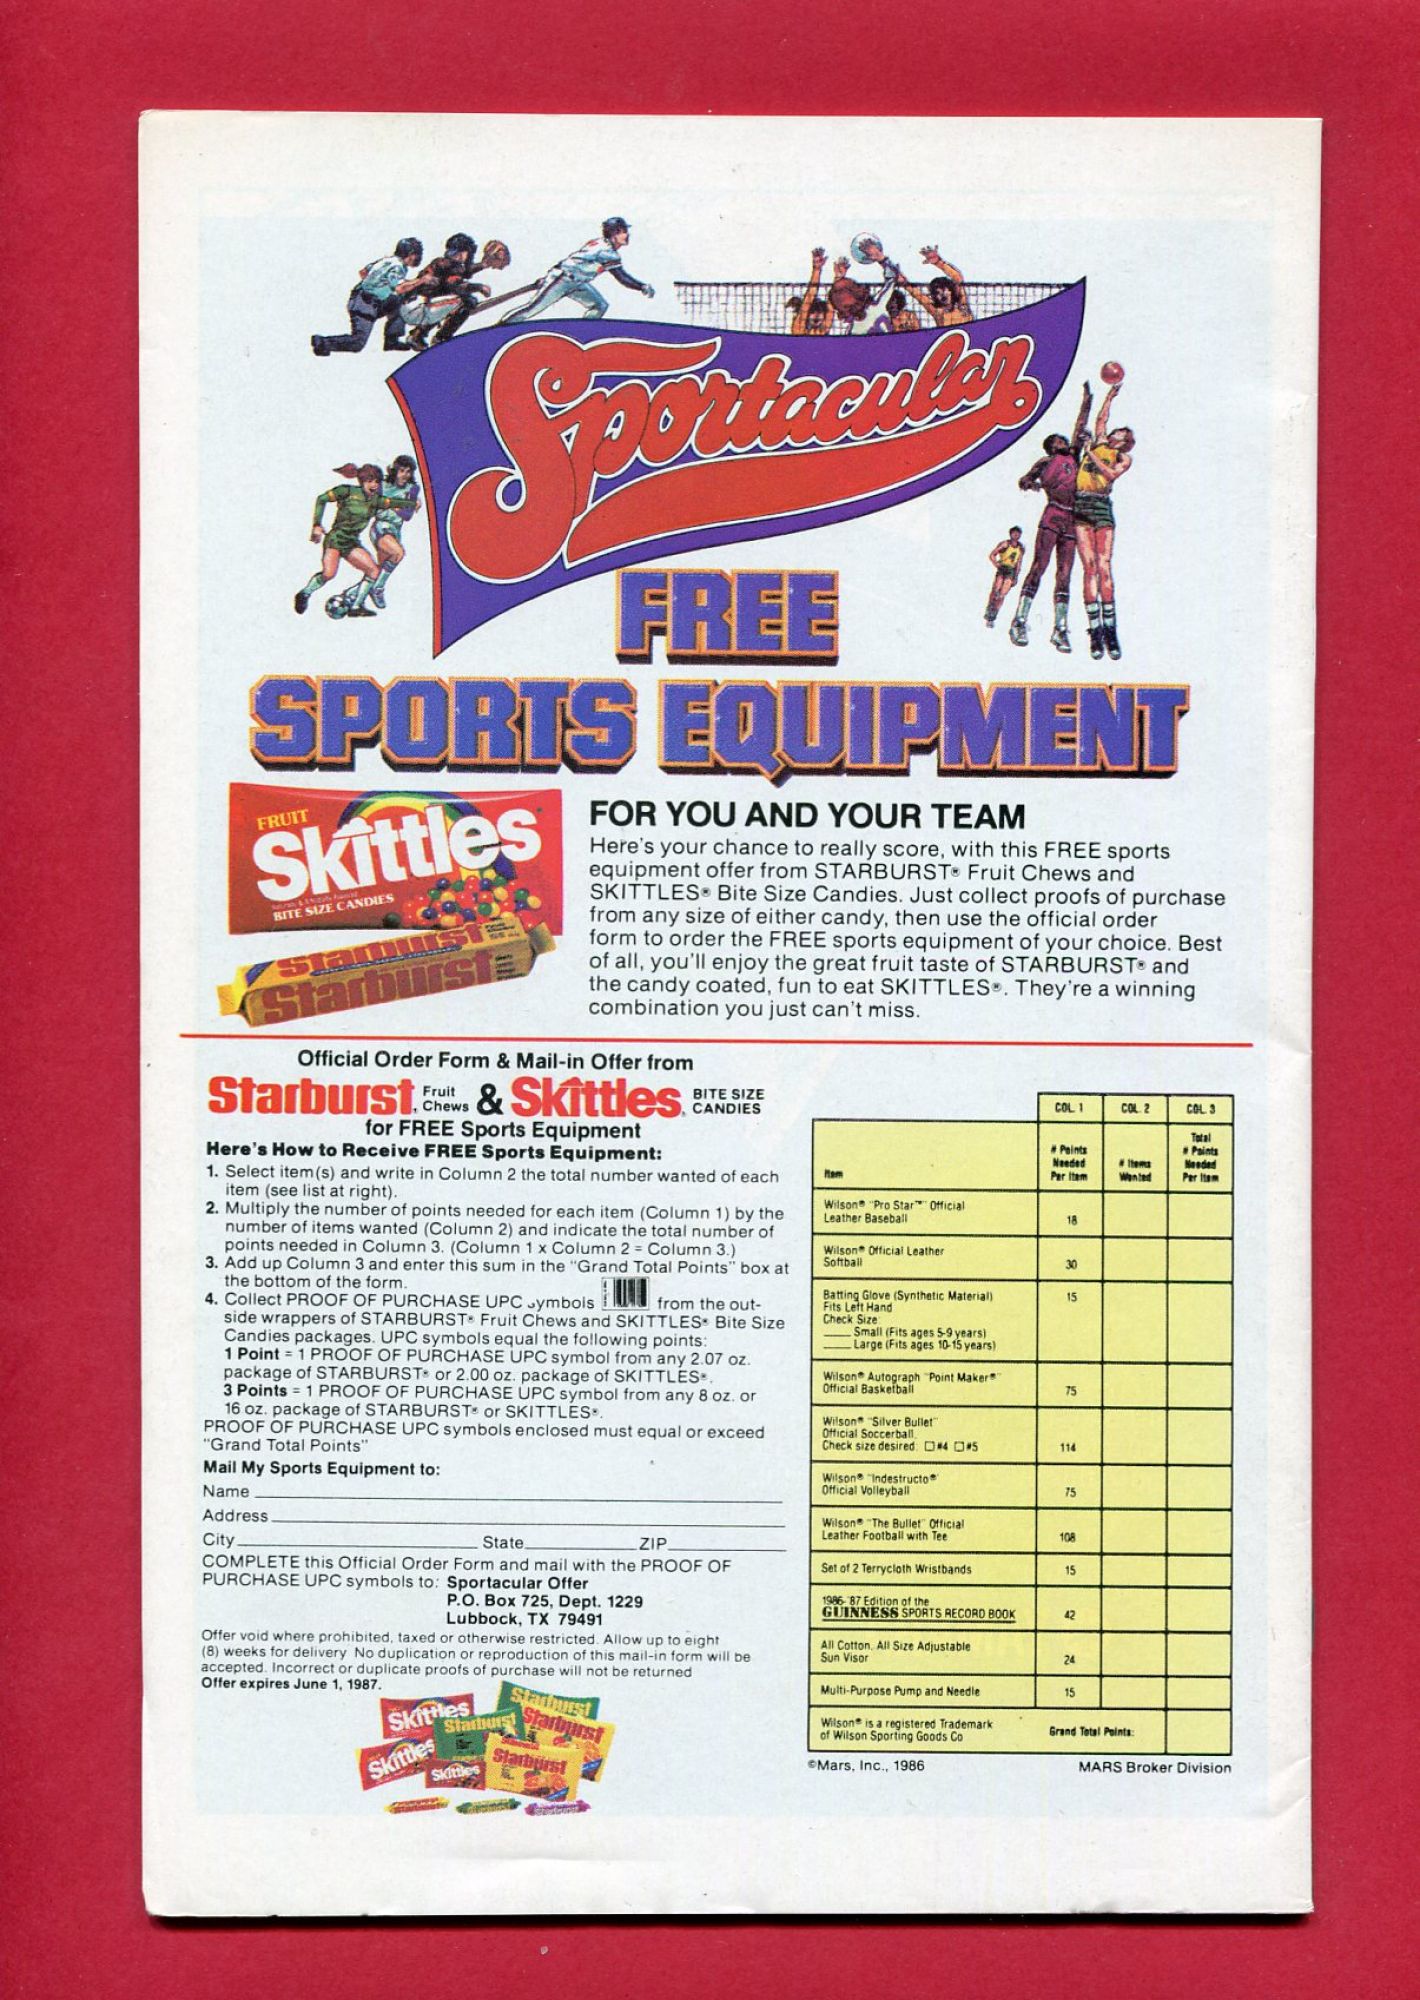 Sportacular
FREE
SPORTS EQUIPMENT
FRUIT
Skittles
BITE SIZE CANDIES
Starburst
Starburst
FOR YOU AND YOUR TEAM
Here's your chance to really score, with this FREE sports
equipment offer from STARBURST® Fruit Chews and
SKITTLES® Bite Size Candies. Just collect proofs of purchase
from any size of either candy, then use the official order
form to order the FREE sports equipment of your choice. Best
of all, you'll enjoy the great fruit taste of STARBURST® and
the candy coated, fun to eat SKITTLES®. They're a winning
combination you just can't miss.
Official Order Form & Mail-in Offer from
Starburst® Fruit Chews & Skittles® BITE SIZE CANDIES
for FREE Sports Equipment
Here's How to Receive FREE Sports Equipment:
1. Select item(s) and write in Column 2 the total number wanted of each
item (see list at right).
2. Multiply the number of points needed for each item (Column 1) by the
number of items wanted (Column 2) and indicate the total number of
points needed in Column 3. (Column 1 x Column 2 = Column 3.)
3. Add up Column 3 and enter this sum in the "Grand Total Points" box at
the bottom of the form.
4. Collect PROOF OF PURCHASE UPC symbols from the out-
side wrappers of STARBURST® Fruit Chews and SKITTLES® Bite Size
Candies packages. UPC symbols equal the following points:
1 Point = 1 PROOF OF PURCHASE UPC symbol from any 2.07 oz.
package of STARBURST® or 2.00 oz. package of SKITTLES®.
3 Points = 1 PROOF OF PURCHASE UPC symbol from any 8 oz. or
16 oz. package of STARBURST® or SKITTLES®.
PROOF OF PURCHASE UPC symbols enclosed must equal or exceed
"Grand Total Points"
Mail My Sports Equipment to:
Name
Address
City State ZIP
COMPLETE this Official Order Form and mail with the PROOF OF
PURCHASE UPC symbols to: Sportacular Offer
P.O. Box 725, Dept. 1229
Lubbock, TX 79491
Offer void where prohibited, taxed or otherwise restricted. Allow up to eight
(8) weeks for delivery No duplication or reproduction of this mail-in form will be
accepted. Incorrect or duplicate proofs of purchase will not be returned
Offer expires June 1, 1987.
Skittles
Starburst
Starburst
Starburst
Skittles
Skittles
Starburst
COL. 1 COL. 2 COL. 3
Item
# Points
Needed
Per Item
# Items
Wanted
Total
# Points
Needed
Per Item
Wilson® "Pro Star™" Official
Leather Baseball 18
Wilson® Official Leather
Softball 30
Batting Glove (Synthetic Material) 15
Fits Left Hand
Check Size
Small (Fits ages 5-9 years)
Large (Fits ages 10-15 years)
Wilson® Autograph "Point Maker®"
Official Basketball 75
Wilson® "Silver Bullet"
Official Soccerball.
Check size desired: #4 #5 114
Wilson® "Indestructo®"
Official Volleyball 75
Wilson® "The Bullet" Official
Leather Football with Tee 108
Set of 2 Terrycloth Wristbands 15
1986-'87 Edition of the
GUINNESS SPORTS RECORD BOOK 42
All Cotton. All Size Adjustable
Sun Visor 24
Multi-Purpose Pump and Needle 15
Wilson® is a registered Trademark
of Wilson Sporting Goods Co
Grand Total Points:
©Mars, Inc., 1986 MARS Broker Division